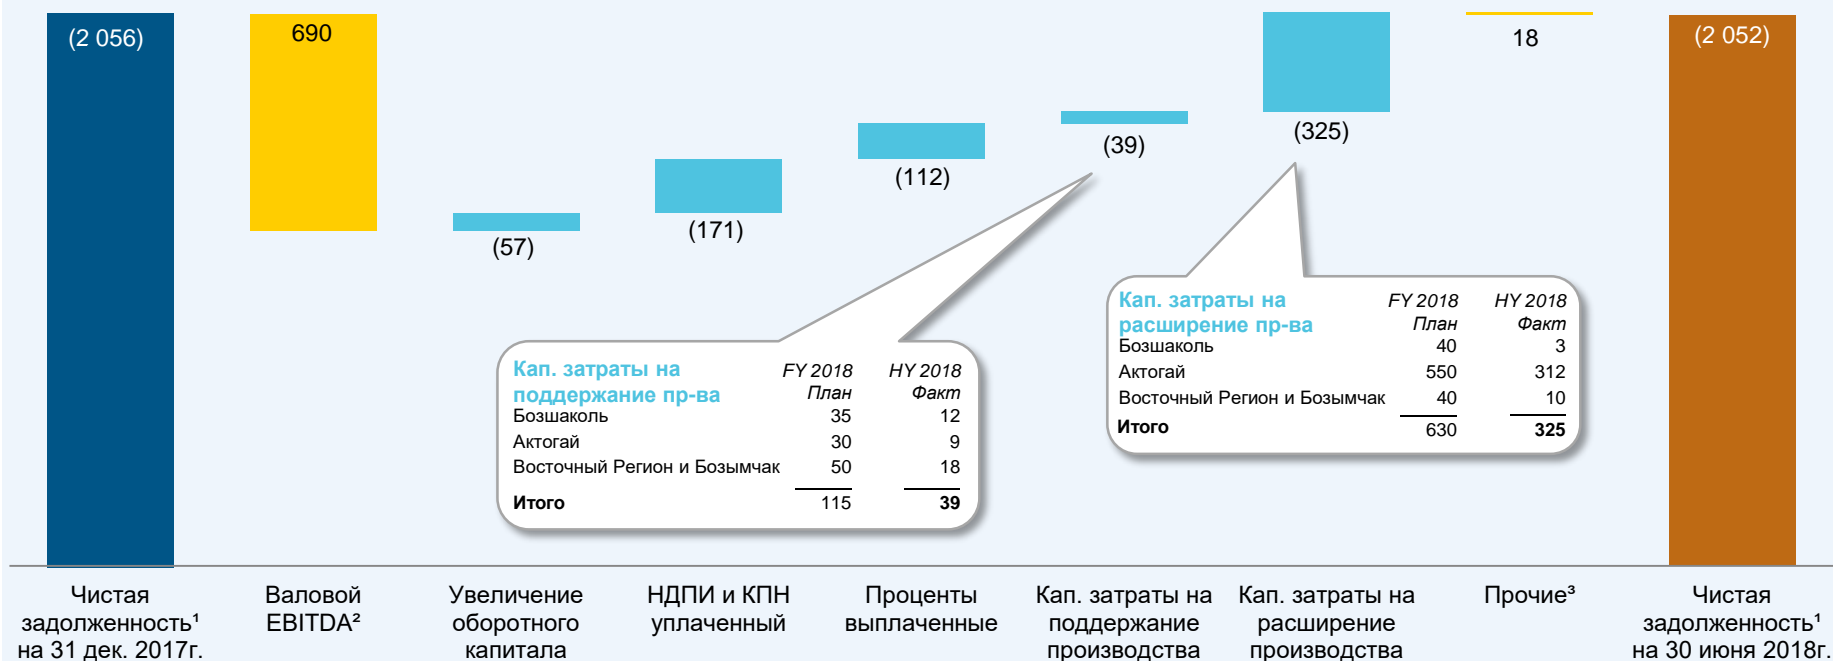 (2 056)
690
(57)
(171)
(112)
(39)
(325)
18
(2 052)
Кап. затраты на FY 2018 HY 2018
поддержание пр-ва План Факт
Бозшаколь 35 12
Актогай 30 9
Восточный Регион и Бозымчак 50 18
Итого 115 39
Кап. затраты на FY 2018 HY 2018
расширение пр-ва План Факт
Бозшаколь 40 3
Актогай 550 312
Восточный Регион и Бозымчак 40 10
Итого 630 325
Чистая
задолженность¹
на 31 дек. 2017г.
Валовой
EBITDA²
Увеличение
оборотного
капитала
НДПИ и КПН
уплаченный
Проценты
выплаченные
Кап. затраты на
поддержание
производства
Кап. затраты на
расширение
производства
Прочие³
Чистая
задолженность¹
на 30 июня 2018г.